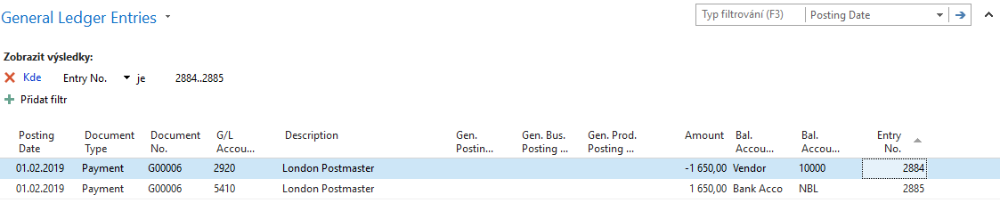 General Ledger Entries
Typ filtrování (F3) Posting Date
Zobrazit výsledky:
Kde Entry No. je 2884..2885
Přidat filtr
Posting Date Document Type Document No. G/L Accou... Description Gen. Postin... Gen. Bus. Posting ... Gen. Prod. Posting ... Amount Bal. Accou... Bal. Accou... Entry No.
01.02.2019 Payment G00006 2920 London Postmaster -1 650,00 Vendor 10000 2884
01.02.2019 Payment G00006 5410 London Postmaster 1 650,00 Bank Acco NBL 2885